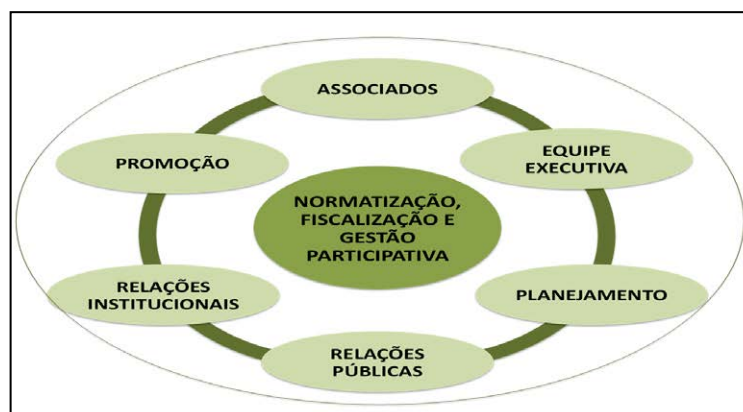 ASSOCIADOS
PROMOÇÃO
EQUIPE
EXECUTIVA
NORMATIZAÇÃO,
FISCALIZAÇÃO E
GESTÃO
PARTICIPATIVA
RELAÇÕES
INSTITUCIONAIS
PLANEJAMENTO
RELAÇÕES
PÚBLICAS